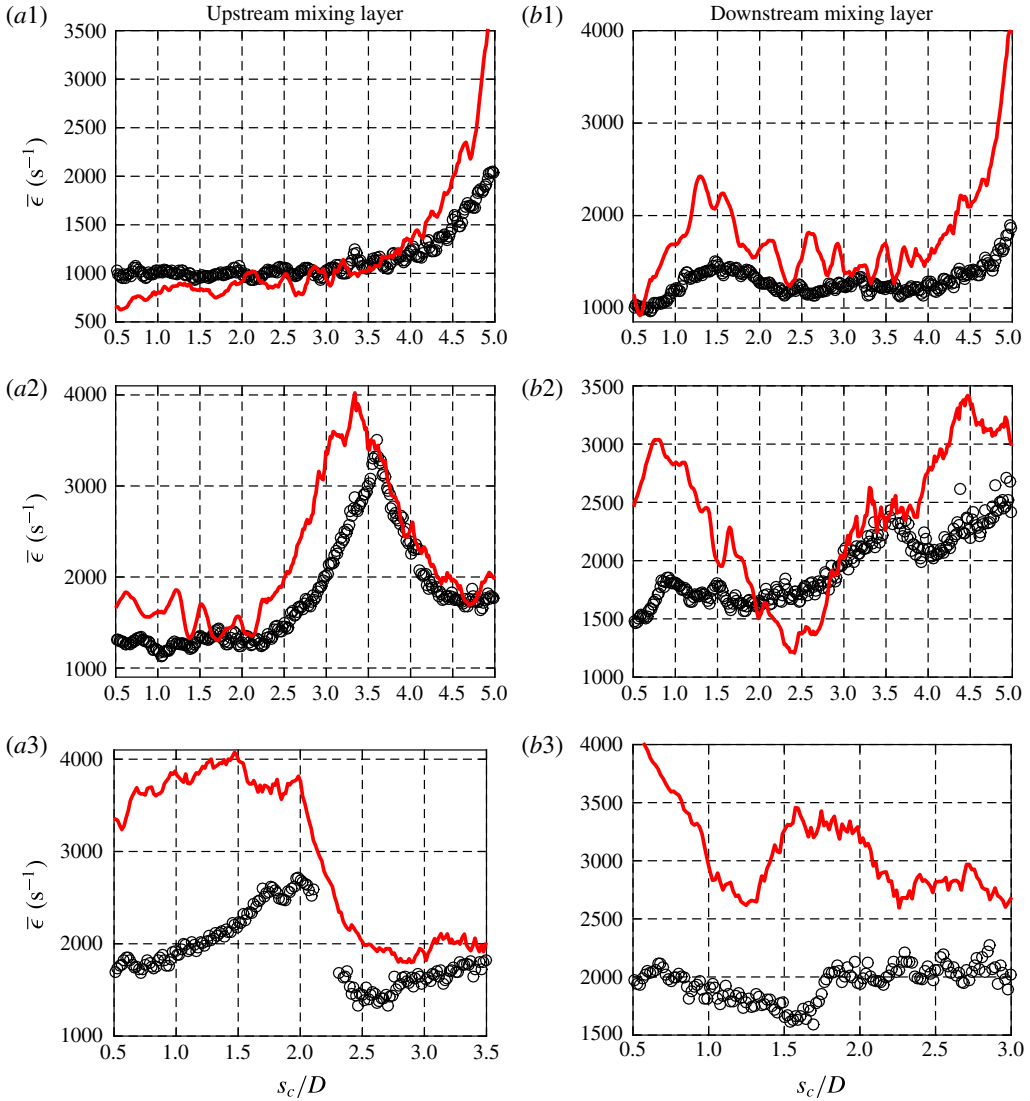 (a1) Upstream mixing layer (b1) Downstream mixing layer
3500 4000
3000
2500 3000
ε̄ (s⁻¹)
2000
1500 2000
1000
500 1000
0.5 1.0 1.5 2.0 2.5 3.0 3.5 4.0 4.5 5.0 0.5 1.0 1.5 2.0 2.5 3.0 3.5 4.0 4.5 5.0
(a2) (b2)
4000 3500
3000
3000 2500
ε̄ (s⁻¹)
2000 2000
1500
1000 1000
0.5 1.0 1.5 2.0 2.5 3.0 3.5 4.0 4.5 5.0 0.5 1.0 1.5 2.0 2.5 3.0 3.5 4.0 4.5 5.0
(a3) (b3)
4000 4000
3500
3000 3000
ε̄ (s⁻¹)
2500
2000 2000
1000 1500
0.5 1.0 1.5 2.0 2.5 3.0 3.5 0.5 1.0 1.5 2.0 2.5 3.0
s_c/D s_c/D